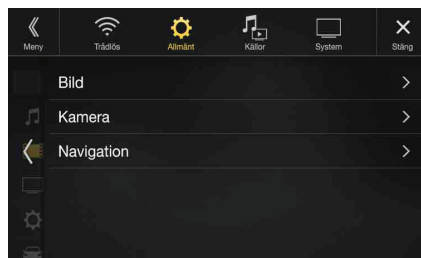 Meny
Trådlös
Allmänt
Källor
System
Stäng
Bild
Kamera
Navigation